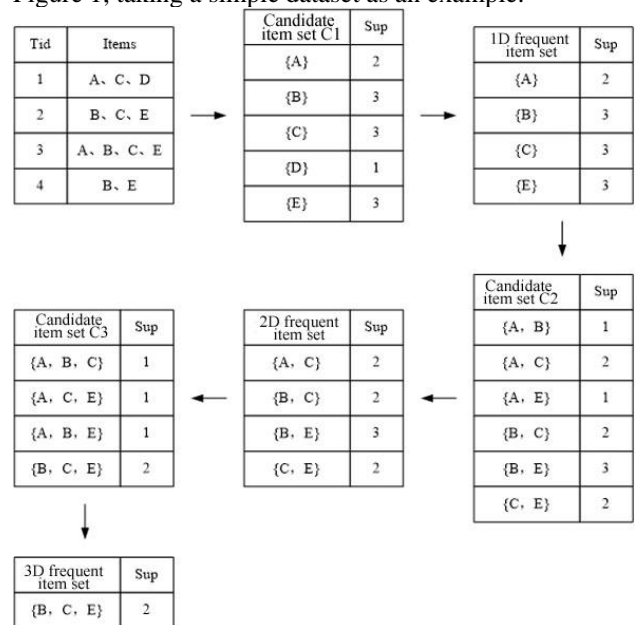 Figure 1, taking a simple dataset as an example.
Tid Items
1 A、C、D
2 B、C、E
3 A、B、C、E
4 B、E
Candidate
item set C1 Sup
{A} 2
{B} 3
{C} 3
{D} 1
{E} 3
1D frequent
item set Sup
{A} 2
{B} 3
{C} 3
{E} 3
Candidate
item set C2 Sup
{A, B} 1
{A, C} 2
{A, E} 1
{B, C} 2
{B, E} 3
{C, E} 2
2D frequent
item set Sup
{A, C} 2
{B, C} 2
{B, E} 3
{C, E} 2
Candidate
item set C3 Sup
{A, B, C} 1
{A, C, E} 1
{A, B, E} 1
{B, C, E} 2
3D frequent
item set Sup
{B, C, E} 2